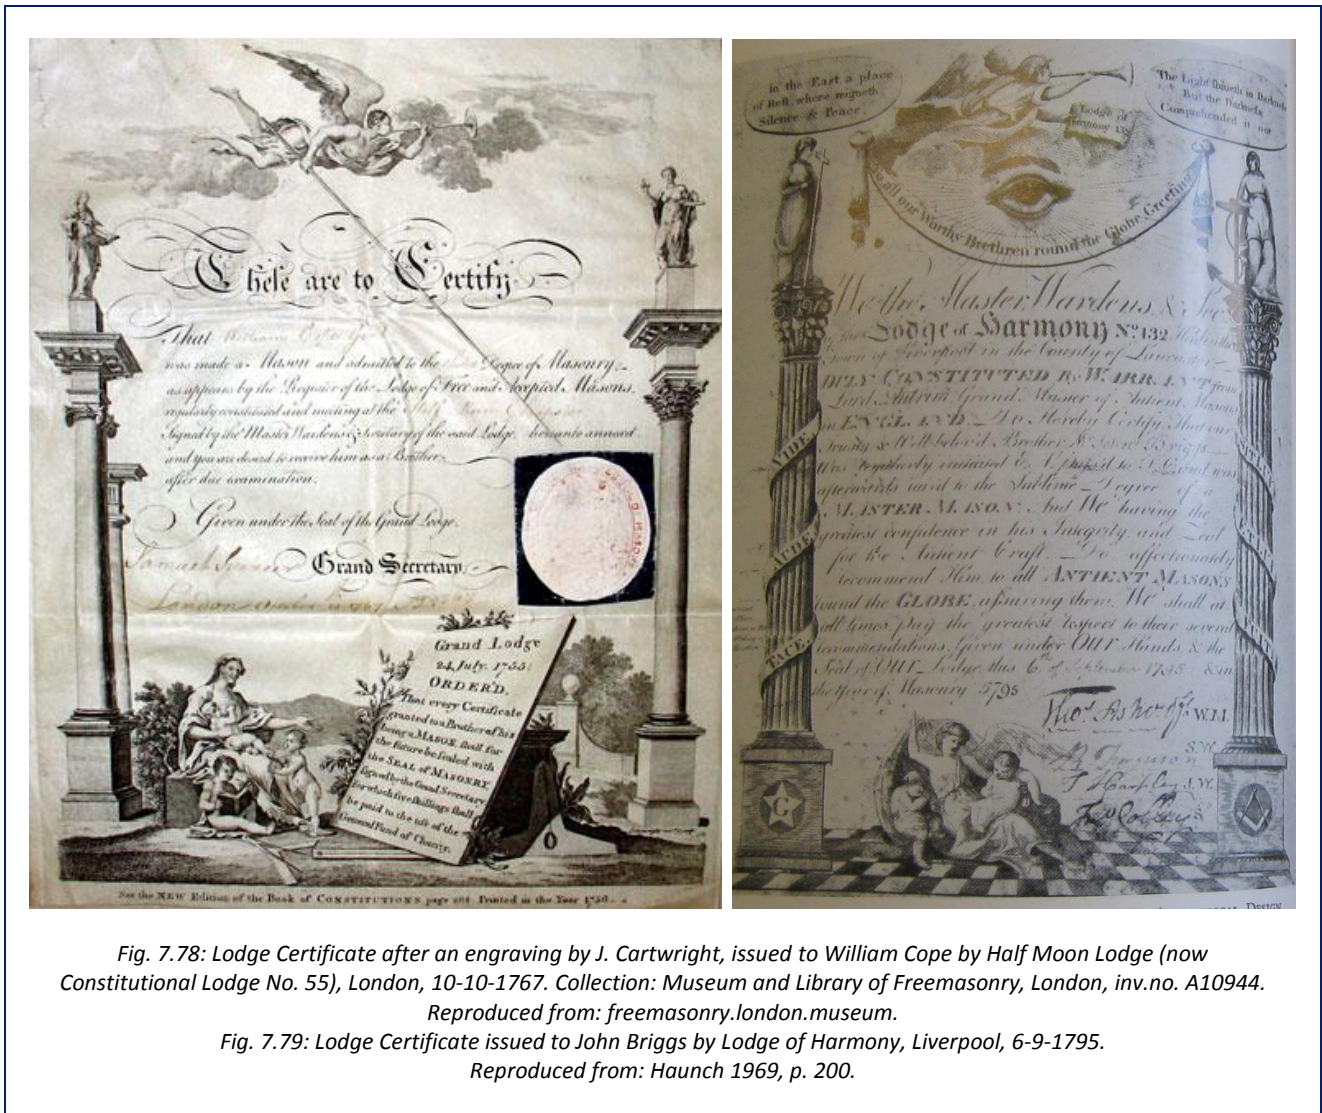 These are to Certify
That William
was made a Mason and admitted to the Degree of Masonry
as appears by the Register of the Lodge of Free and Accepted Masons,
regularly constituted and meeting at the Half Moon
Signed by the Master Wardens & Secretary of the said Lodge, hereunto annexed
and you are desired to receive him as a Brother
after due examination.
Given under the Seal of the Grand Lodge.
Grand Secretary
London
Grand Lodge
24 July. 1755.
ORDER'D,
That every Certificate
granted to a Brother of his
being a MASON shall for
the future be sealed with
the SEAL of MASONRY
signed by the Grand Secretary
for which five shillings shall
be paid to the use of the
General Fund of Charity.
See the NEW Edition of the Book of CONSTITUTIONS page Printed in the Year 1756
in the East a place
of Rest, where reigneth
Silence & Peace.
The Light shineth in Darkness
But the Darkness
Comprehended it not
Lodge of
Harmony 132
To all our Worthy Brethren round the Globe Greeting
We the Master, Wardens &
Lodge of Harmony No. 132
Town of Liverpool in the County of Lancaster
DULY CONSTITUTED By WARRANT from
Lord Antrim Grand Master of Antient Masons
in ENGLAND. Do Hereby Certify That our
Trusty & Well-belov'd Brother Briggs
Was regularly initiated and was
afterwards rais'd to the Sublime Degree of a
MASTER MASON And We having the
greatest confidence in his Integrity and Zeal
for the Antient Craft, Do affectionately
recommend Him to all ANTIENT MASONS
round the GLOBE, assuring them, We shall at
all times pay the greatest respect to their several
recommendations. Given under OUR Hands, & the
Seal of OUR Lodge this 6th of September 1795 & in
the Year of Masonry 5795
W.M.
S.W.
J.W.
VIDE
AUDE
TACE.
G
DESIGN
Fig. 7.78: Lodge Certificate after an engraving by J. Cartwright, issued to William Cope by Half Moon Lodge (now
Constitutional Lodge No. 55), London, 10-10-1767. Collection: Museum and Library of Freemasonry, London, inv.no. A10944.
Reproduced from: freemasonry.london.museum.
Fig. 7.79: Lodge Certificate issued to John Briggs by Lodge of Harmony, Liverpool, 6-9-1795.
Reproduced from: Haunch 1969, p. 200.